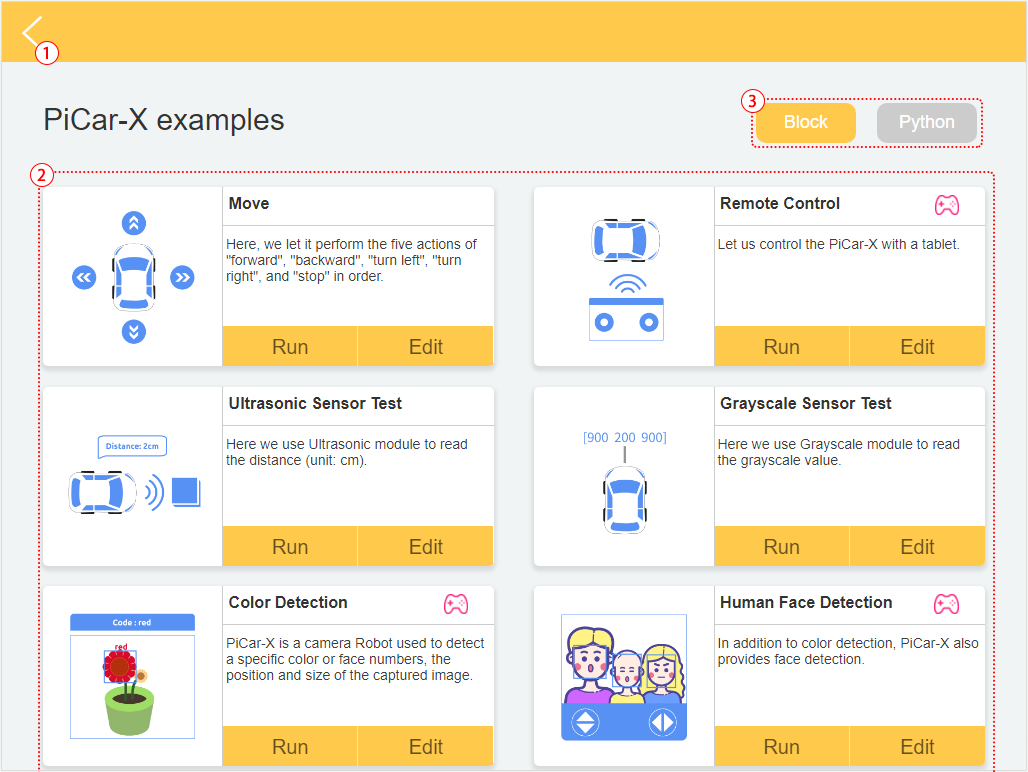 1
PiCar-X examples
3
Block
Python
2
Move
Here, we let it perform the five actions of
"forward", "backward", "turn left", "turn
right", and "stop" in order.
Run
Edit
Remote Control
Let us control the PiCar-X with a tablet.
Run
Edit
Distance: 2cm
Ultrasonic Sensor Test
Here we use Ultrasonic module to read
the distance (unit: cm).
Run
Edit
[900 200 900]
Grayscale Sensor Test
Here we use Grayscale module to read
the grayscale value.
Run
Edit
Code : red
red
Color Detection
PiCar-X is a camera Robot used to detect
a specific color or face numbers, the
position and size of the captured image.
Run
Edit
Human Face Detection
In addition to color detection, PiCar-X also
provides face detection.
Run
Edit